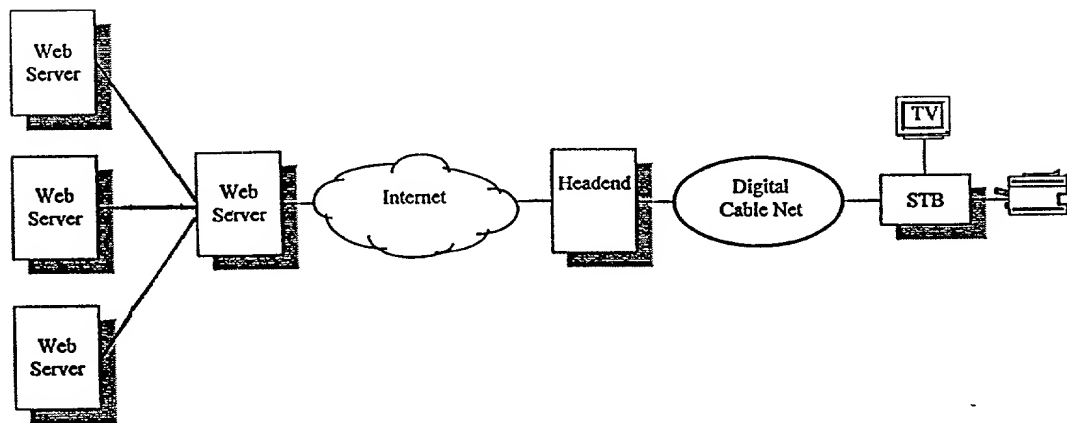 Web
Server
Web
Server
Web
Server
Web
Server
Internet
Headend
Digital
Cable Net
TV
STB